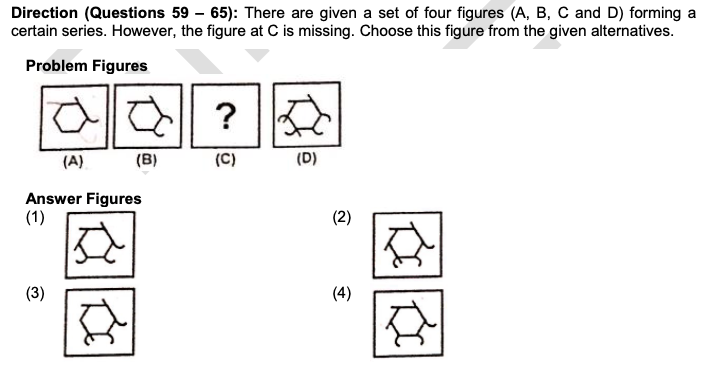 Direction (Questions 59 – 65): There are given a set of four figures (A, B, C and D) forming a
certain series. However, the figure at C is missing. Choose this figure from the given alternatives.
Problem Figures
?
(A) (B) (C) (D)
Answer Figures
(1) (2)
(3) (4)